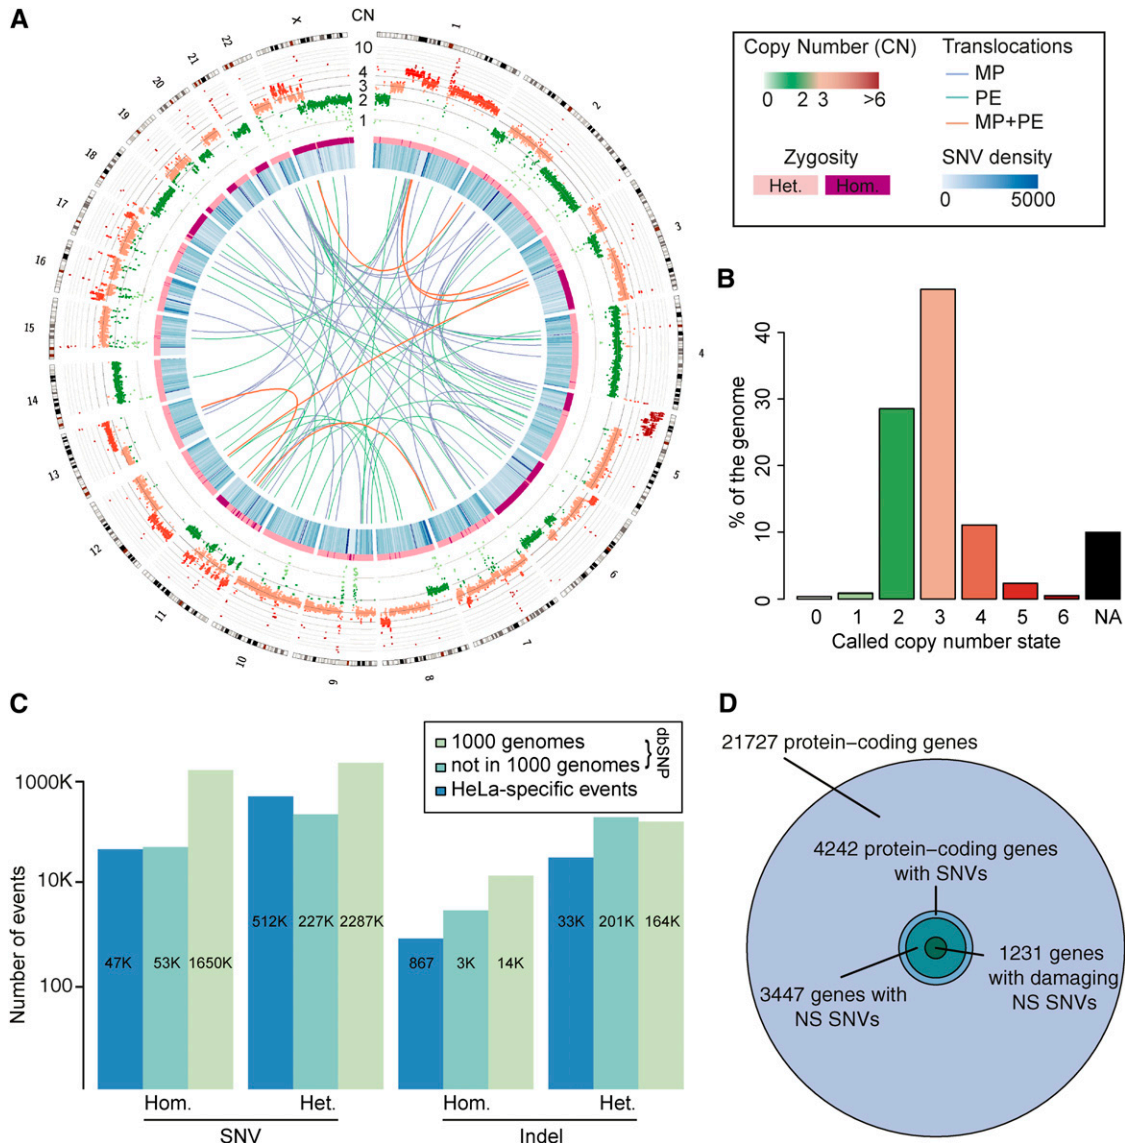 A
CN
10
4
3
2
1
1
2
3
4
5
6
7
8
9
10
11
12
13
14
15
16
17
18
19
20
21
22
X
Copy Number (CN)
0 2 3 >6
Translocations
MP
PE
MP+PE
Zygosity
Het. Hom.
SNV density
0 5000
B
% of the genome
40
30
20
10
0
0 1 2 3 4 5 6 NA
Called copy number state
C
1000 genomes
not in 1000 genomes
dbSNP
HeLa-specific events
Number of events
1000K
10K
100
47K 53K 1650K 512K 227K 2287K 867 3K 14K 33K 201K 164K
Hom. Het. Hom. Het.
SNV Indel
D
21727 protein-coding genes
4242 protein-coding genes
with SNVs
3447 genes with
NS SNVs
1231 genes
with damaging
NS SNVs